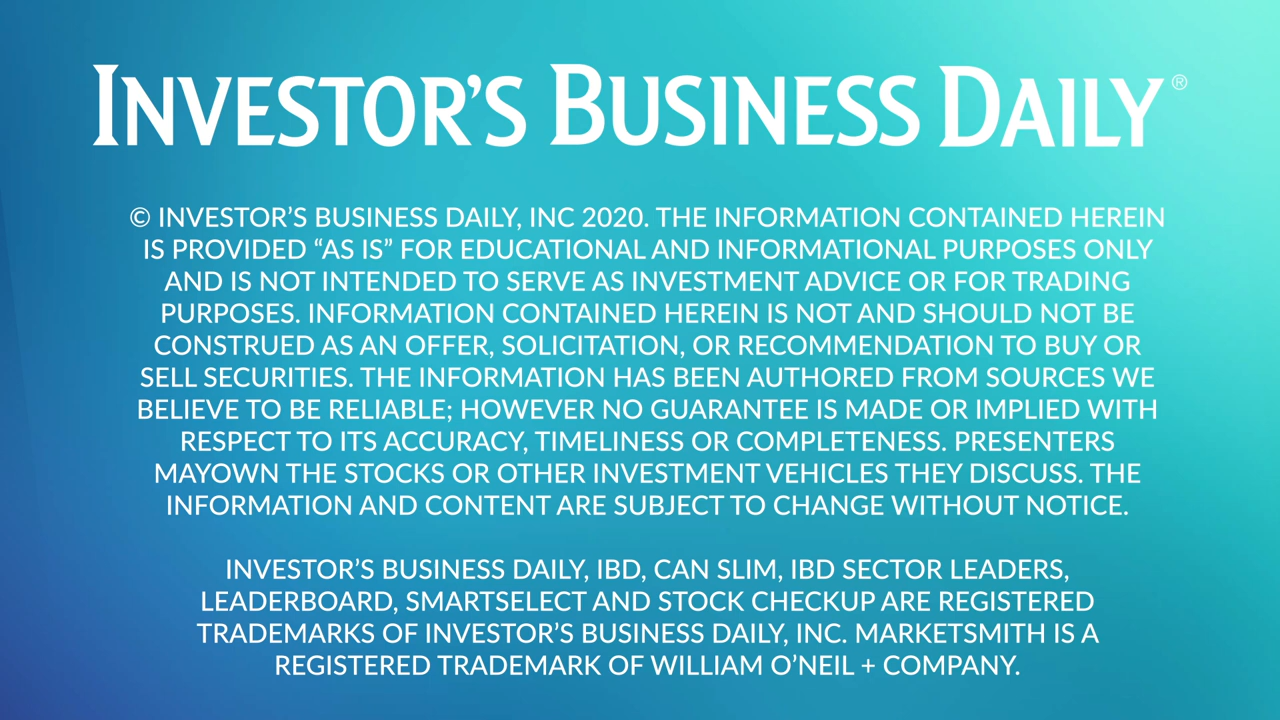 INVESTOR'S BUSINESS DAILY®
© INVESTOR'S BUSINESS DAILY, INC 2020. THE INFORMATION CONTAINED HEREIN
IS PROVIDED “AS IS” FOR EDUCATIONAL AND INFORMATIONAL PURPOSES ONLY
AND IS NOT INTENDED TO SERVE AS INVESTMENT ADVICE OR FOR TRADING
PURPOSES. INFORMATION CONTAINED HEREIN IS NOT AND SHOULD NOT BE
CONSTRUED AS AN OFFER, SOLICITATION, OR RECOMMENDATION TO BUY OR
SELL SECURITIES. THE INFORMATION HAS BEEN AUTHORED FROM SOURCES WE
BELIEVE TO BE RELIABLE; HOWEVER NO GUARANTEE IS MADE OR IMPLIED WITH
RESPECT TO ITS ACCURACY, TIMELINESS OR COMPLETENESS. PRESENTERS
MAYOWN THE STOCKS OR OTHER INVESTMENT VEHICLES THEY DISCUSS. THE
INFORMATION AND CONTENT ARE SUBJECT TO CHANGE WITHOUT NOTICE.
INVESTOR'S BUSINESS DAILY, IBD, CAN SLIM, IBD SECTOR LEADERS,
LEADERBOARD, SMARTSELECT AND STOCK CHECKUP ARE REGISTERED
TRADEMARKS OF INVESTOR'S BUSINESS DAILY, INC. MARKETSMITH IS A
REGISTERED TRADEMARK OF WILLIAM O'NEIL + COMPANY.